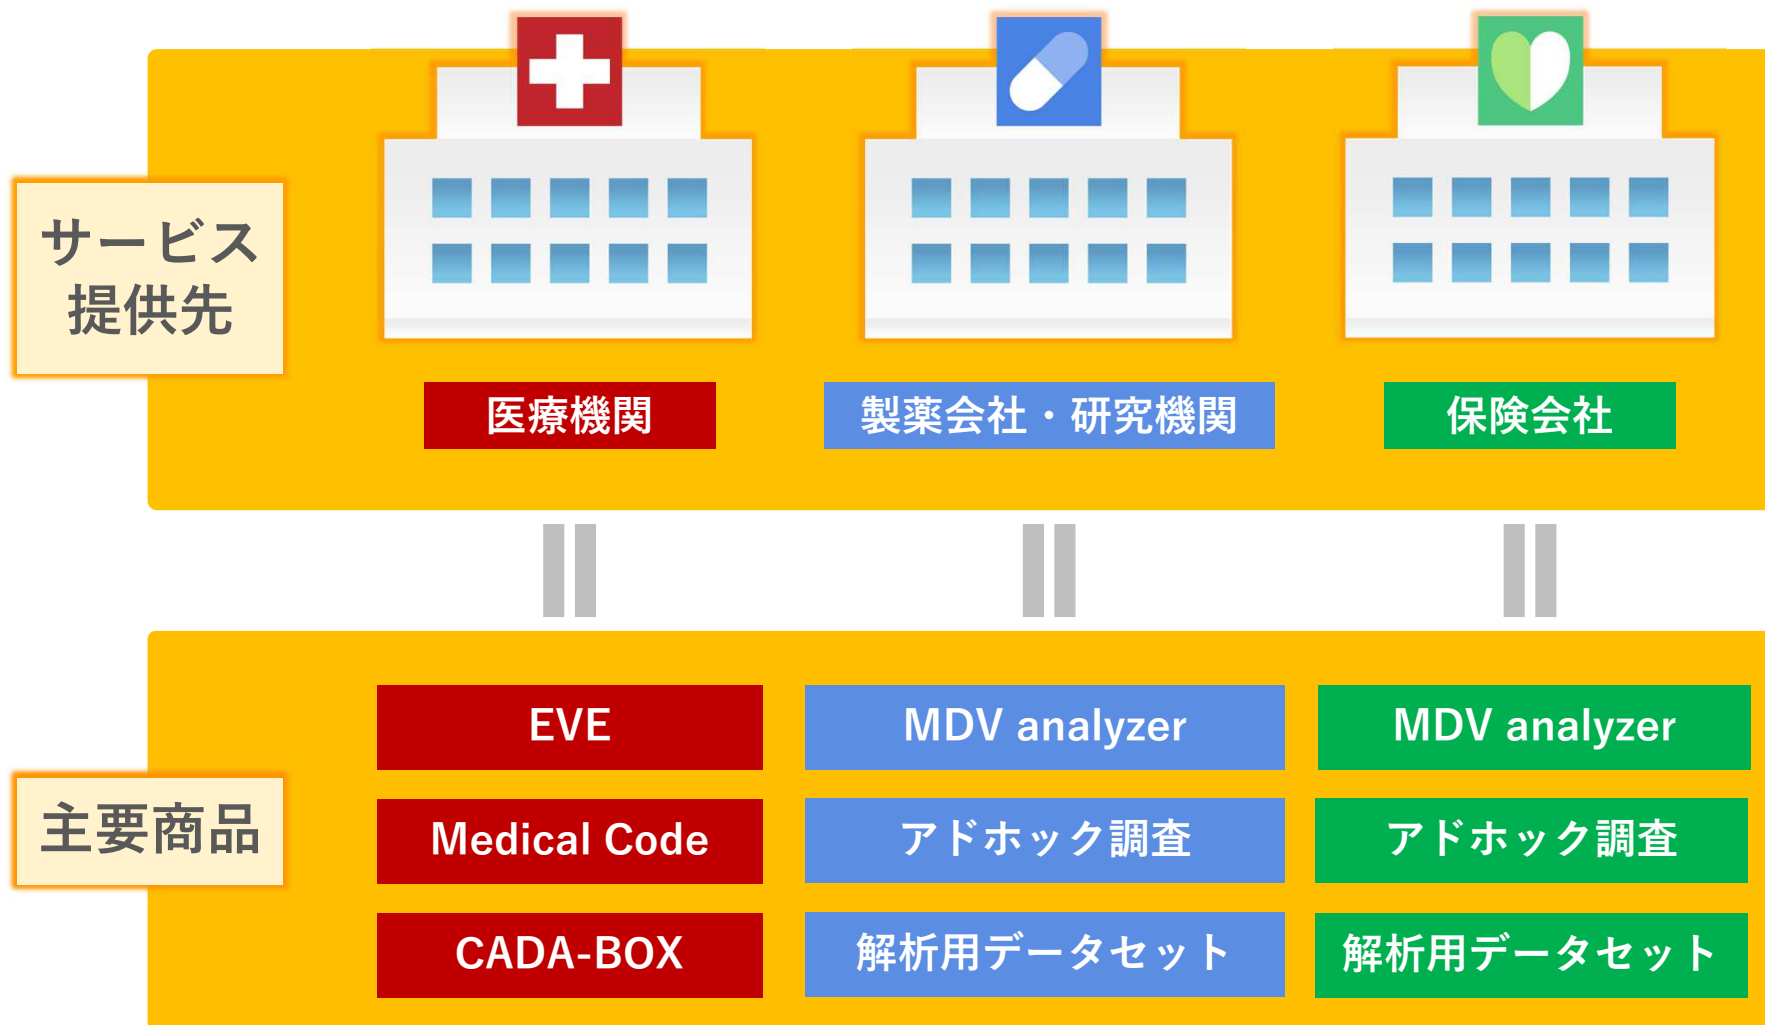 サービス
提供先
医療機関
製薬会社・研究機関
保険会社
主要商品
EVE
MDV analyzer
MDV analyzer
Medical Code
アドホック調査
アドホック調査
CADA-BOX
解析用データセット
解析用データセット